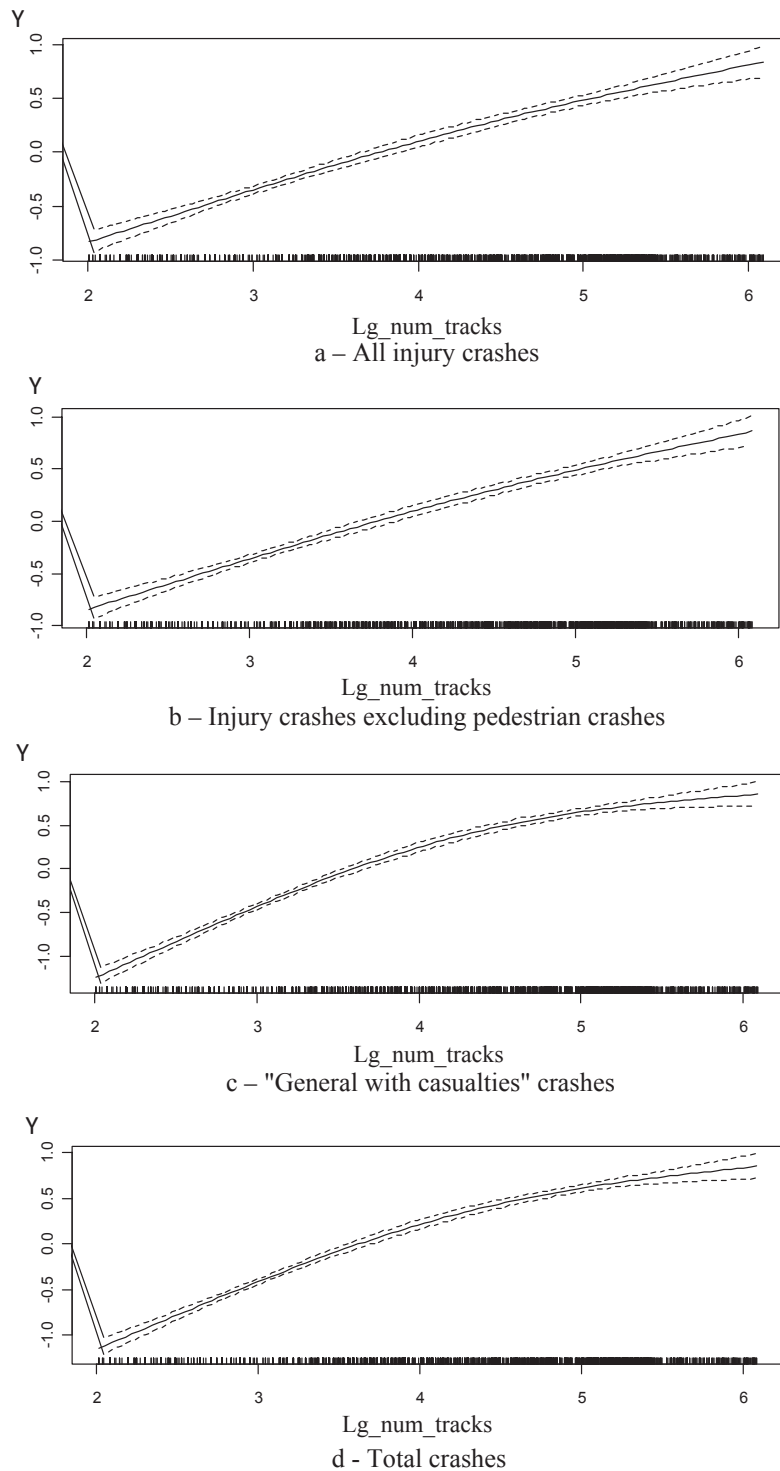 Y
1.0
0.5
0.0
-0.5
-1.0
2 3 4 5 6
Lg_num_tracks
a – All injury crashes
Y
1.0
0.5
0.0
-0.5
-1.0
2 3 4 5 6
Lg_num_tracks
b – Injury crashes excluding pedestrian crashes
Y
1.0
0.5
0.0
-0.5
-1.0
2 3 4 5 6
Lg_num_tracks
c – "General with casualties" crashes
Y
1.0
0.5
0.0
-0.5
-1.0
2 3 4 5 6
Lg_num_tracks
d - Total crashes